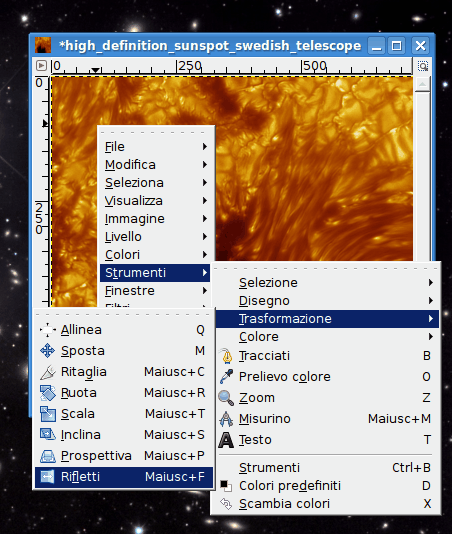 *high_definition_sunspot_swedish_telescope
0 250 500
0
250
File
Modifica
Seleziona
Visualizza
Immagine
Livello
Colori
Strumenti
Finestre
Filtri
Selezione
Disegno
Trasformazione
Colore
Tracciati B
Prelievo colore O
Zoom Z
Misurino Maiusc+M
Testo T
Strumenti Ctrl+B
Colori predefiniti D
Scambia colori X
Allinea Q
Sposta M
Ritaglia Maiusc+C
Ruota Maiusc+R
Scala Maiusc+T
Inclina Maiusc+S
Prospettiva Maiusc+P
Rifletti Maiusc+F